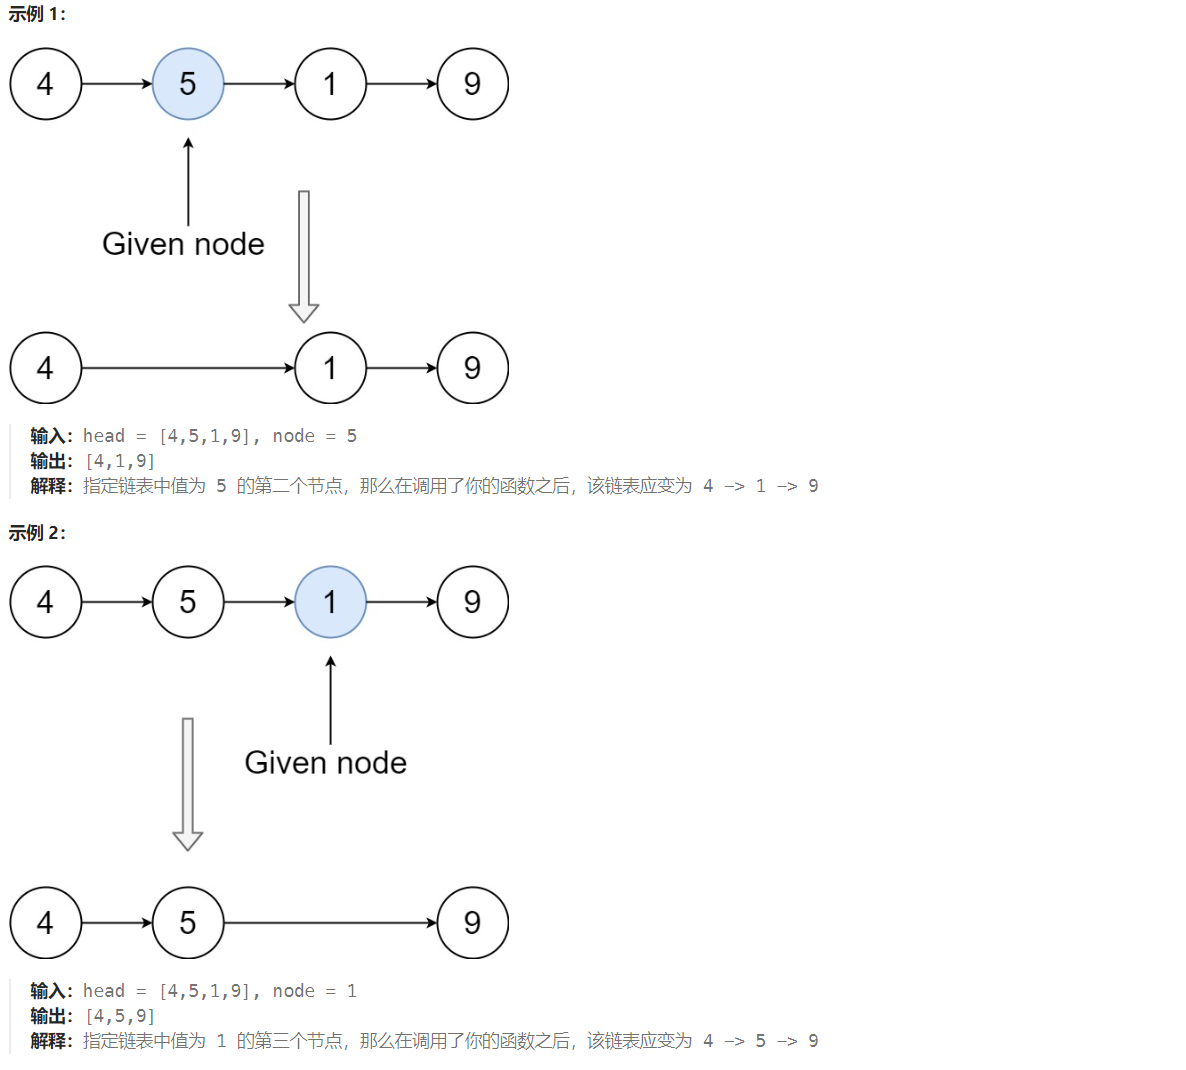 示例 1：
4 5 1 9
Given node
4 1 9
输入：head = [4,5,1,9], node = 5
输出：[4,1,9]
解释：指定链表中值为 5 的第二个节点，那么在调用了你的函数之后，该链表应变为 4 -> 1 -> 9
示例 2：
4 5 1 9
Given node
4 5 9
输入：head = [4,5,1,9], node = 1
输出：[4,5,9]
解释：指定链表中值为 1 的第三个节点，那么在调用了你的函数之后，该链表应变为 4 -> 5 -> 9